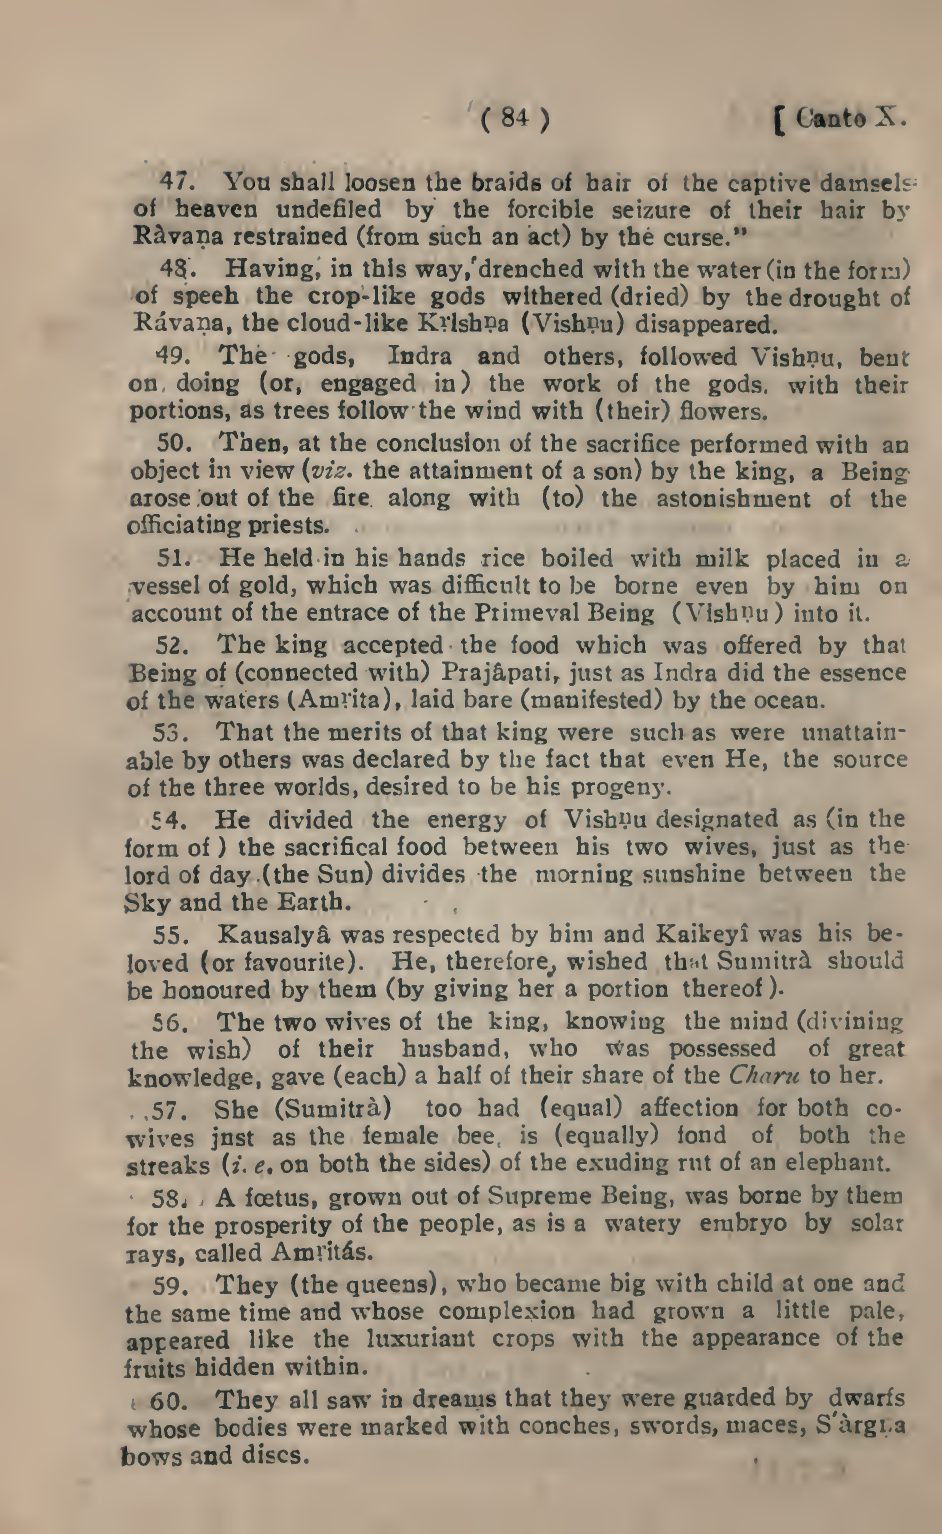 ( 84 ) [ Canto X.
47. You shall loosen the braids of hair of the captive damsels
of heaven undefiled by the forcible seizure of their hair by
Ràvaṇa restrained (from such an act) by the curse."
48. Having, in this way, drenched with the water (in the form)
of speeh the crop-like gods withered (dried) by the drought of
Rávaṇa, the cloud-like Kṛishṇa (Vishṇu) disappeared.
49. The gods, Indra and others, followed Vishṇu, bent
on doing (or, engaged in) the work of the gods, with their
portions, as trees follow the wind with (their) flowers.
50. Then, at the conclusion of the sacrifice performed with an
object in view (viz. the attainment of a son) by the king, a Being
arose out of the fire along with (to) the astonishment of the
officiating priests.
51. He held in his hands rice boiled with milk placed in a
vessel of gold, which was difficult to be borne even by him on
account of the entrace of the Primeval Being (Vishṇu) into it.
52. The king accepted the food which was offered by that
Being of (connected with) Prajâpati, just as Indra did the essence
of the waters (Amṛita), laid bare (manifested) by the ocean.
53. That the merits of that king were such as were unattain-
able by others was declared by the fact that even He, the source
of the three worlds, desired to be his progeny.
54. He divided the energy of Vishṇu designated as (in the
form of ) the sacrifical food between his two wives, just as the
lord of day (the Sun) divides the morning sunshine between the
Sky and the Earth.
55. Kausalyâ was respected by him and Kaikeyî was his be-
loved (or favourite). He, therefore, wished that Sumitrà should
be honoured by them (by giving her a portion thereof ).
56. The two wives of the king, knowing the mind (divining
the wish) of their husband, who was possessed of great
knowledge, gave (each) a half of their share of the Charu to her.
57. She (Sumitrà) too had (equal) affection for both co-
wives jnst as the female bee, is (equally) fond of both the
streaks (i. e. on both the sides) of the exuding rut of an elephant.
58. A fœtus, grown out of Supreme Being, was borne by them
for the prosperity of the people, as is a watery embryo by solar
rays, called Amṛitás.
59. They (the queens), who became big with child at one and
the same time and whose complexion had grown a little pale,
appeared like the luxuriant crops with the appearance of the
fruits hidden within.
60. They all saw in dreams that they were guarded by dwarfs
whose bodies were marked with conches, swords, maces, S'àrgṇa
bows and discs.